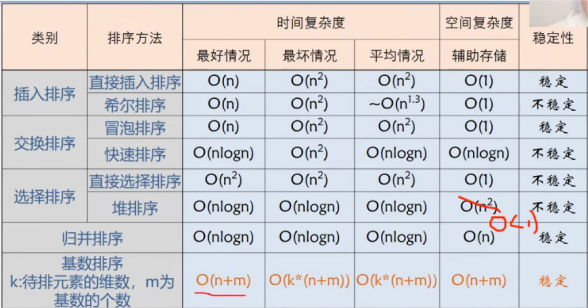 类别 排序方法 时间复杂度 空间复杂度 稳定性
最好情况 最坏情况 平均情况 辅助存储
插入排序 直接插入排序 O(n) O(n²) O(n²) O(1) 稳定
希尔排序 O(n) O(n²) ~O(n^1.3) O(1) 不稳定
交换排序 冒泡排序 O(n) O(n²) O(n²) O(1) 稳定
快速排序 O(nlogn) O(n²) O(nlogn) O(nlogn) 不稳定
选择排序 直接选择排序 O(n²) O(n²) O(n²) O(1) 不稳定
堆排序 O(nlogn) O(nlogn) O(nlogn) O(n²) 不稳定
O(1)
归并排序 O(nlogn) O(nlogn) O(nlogn) O(n) 稳定
基数排序
k:待排元素的维数，m为 O(n+m) O(k*(n+m)) O(k*(n+m)) O(n+m) 稳定
基数的个数